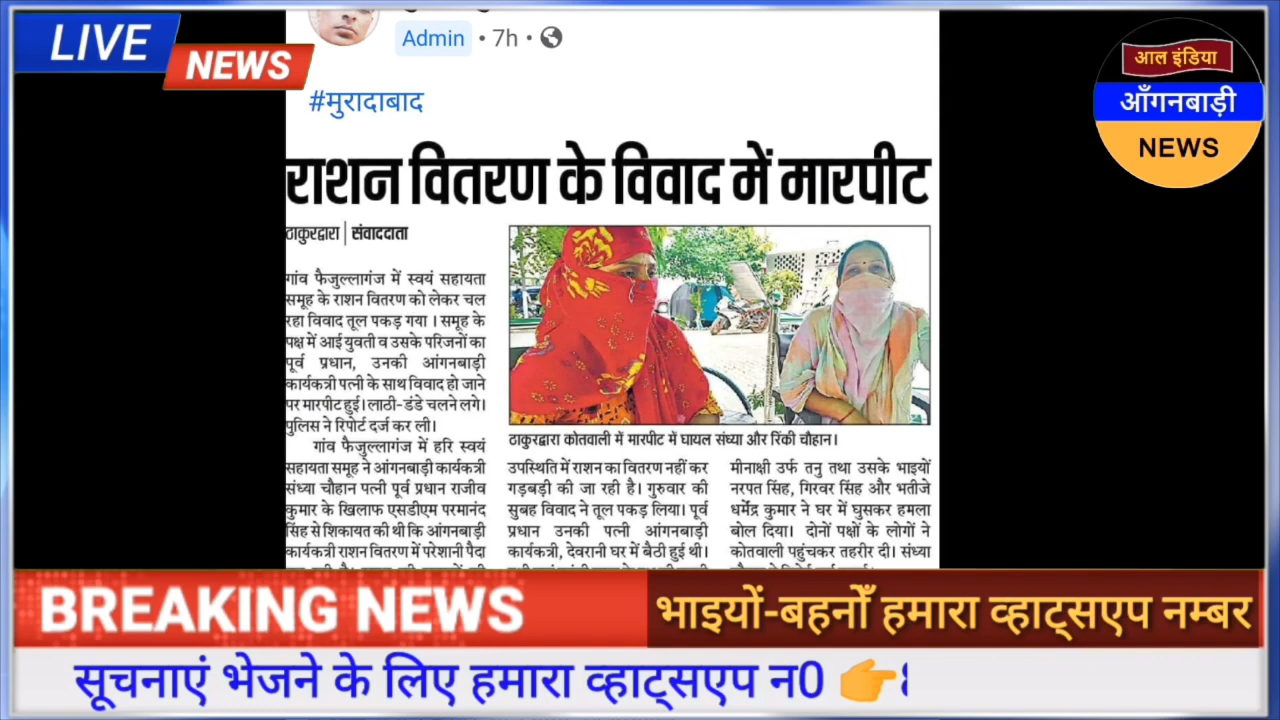 LIVE
NEWS
Admin • 7h •
#मुरादाबाद
आल इंडिया
आँगनबाड़ी
NEWS
राशन वितरण के विवाद में मारपीट
ठाकुरद्वारा | संवाददाता
गांव फैजुल्लागंज में स्वयं सहायता
समूह के राशन वितरण को लेकर चल
रहा विवाद तूल पकड़ गया । समूह के
पक्ष में आई युवती व उसके परिजनों का
पूर्व प्रधान, उनकी आंगनबाड़ी
कार्यकत्री पत्नी के साथ विवाद हो जाने
पर मारपीट हुई। लाठी-डंडे चलने लगे।
पुलिस ने रिपोर्ट दर्ज कर ली।
गांव फैजुल्लागंज में हरि स्वयं
सहायता समूह ने आंगनबाड़ी कार्यकत्री
संध्या चौहान पत्नी पूर्व प्रधान राजीव
कुमार के खिलाफ एसडीएम परमानंद
सिंह से शिकायत की थी कि आंगनबाड़ी
कार्यकत्री राशन वितरण में परेशानी पैदा
ठाकुरद्वारा कोतवाली में मारपीट में घायल संध्या और रिंकी चौहान।
उपस्थिति में राशन का वितरण नहीं कर
गड़बड़ी की जा रही है। गुरुवार की
सुबह विवाद ने तूल पकड़ लिया। पूर्व
प्रधान उनकी पत्नी आंगनबाड़ी
कार्यकत्री, देवरानी घर में बैठी हुई थी।
मीनाक्षी उर्फ तनु तथा उसके भाइयों
नरपत सिंह, गिरवर सिंह और भतीजे
धर्मेंद्र कुमार ने घर में घुसकर हमला
बोल दिया। दोनों पक्षों के लोगों ने
कोतवाली पहुंचकर तहरीर दी। संध्या
BREAKING NEWS
भाइयों-बहनोँ हमारा व्हाट्सएप नम्बर
सूचनाएं भेजने के लिए हमारा व्हाट्सएप न0 👉